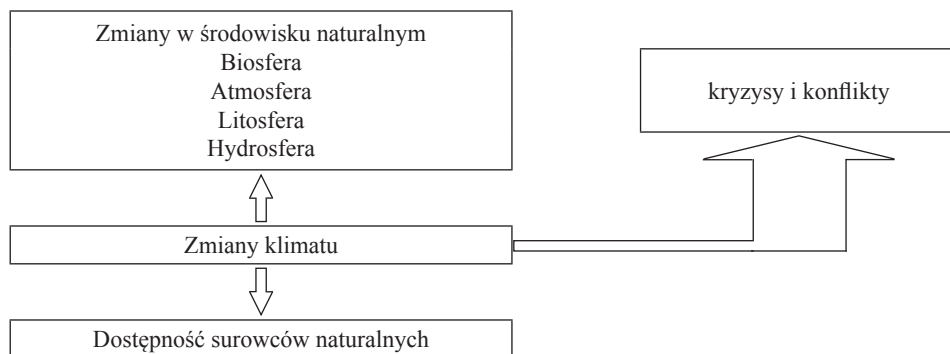 Zmiany w środowisku naturalnym
Biosfera
Atmosfera
Litosfera
Hydrosfera
kryzysy i konflikty
Zmiany klimatu
Dostępność surowców naturalnych